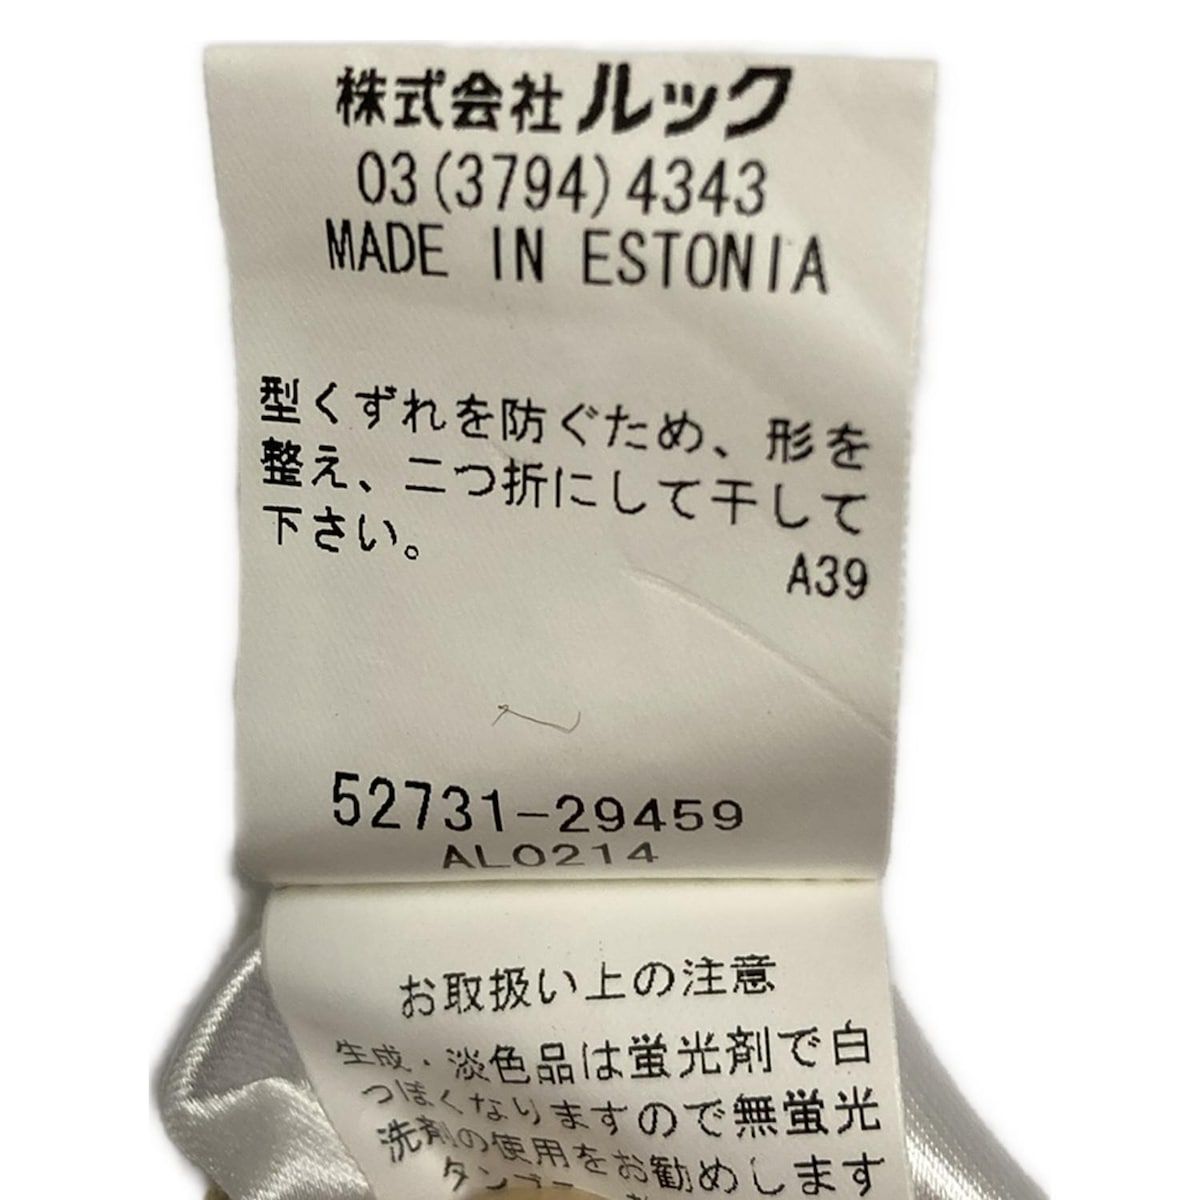 株式会社ルック
03(3794)4343
MADE IN ESTONIA
型くずれを防ぐため、形を
整え、二つ折にして干して
下さい。
A39
52731-29459
AL0214
お取扱い上の注意
生成・淡色品は蛍光剤で白
つぽくなりますので無蛍光
洗剤の使用をお勧めします